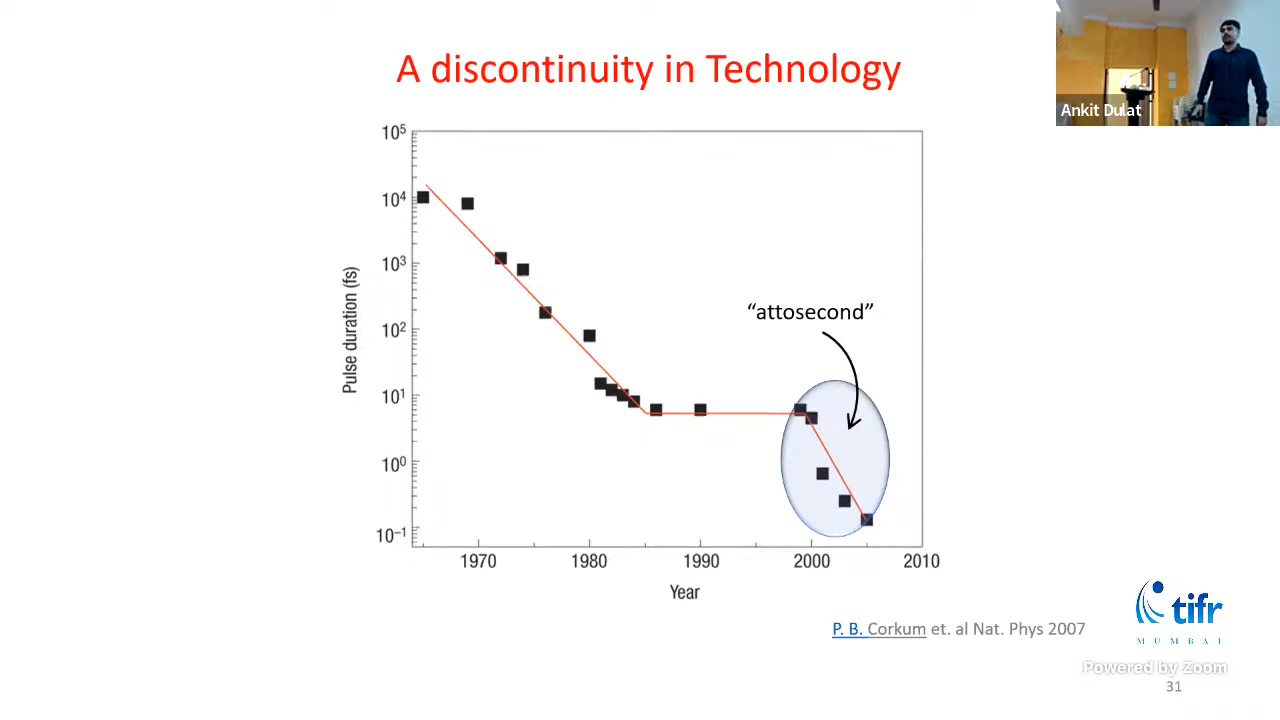 A discontinuity in Technology
Ankit Dulat
10⁵
10⁴
10³
10²
10¹
10⁰
10⁻¹
Pulse duration (fs)
“attosecond”
1970 1980 1990 2000 2010
Year
P. B. Corkum et. al Nat. Phys 2007
tifr
MUMBAI
Powered by Zoom
31